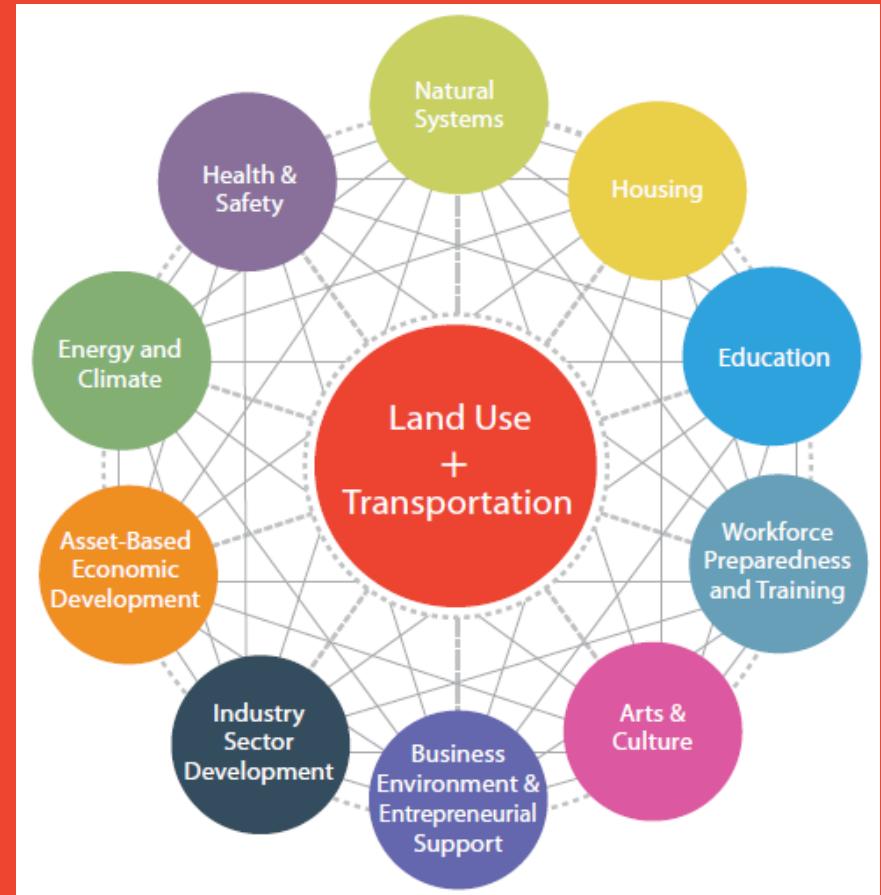 Natural
Systems
Housing
Education
Workforce
Preparedness
and Training
Arts &
Culture
Business
Environment &
Entrepreneurial
Support
Industry
Sector
Development
Asset-Based
Economic
Development
Energy and
Climate
Health &
Safety
Land Use
+
Transportation